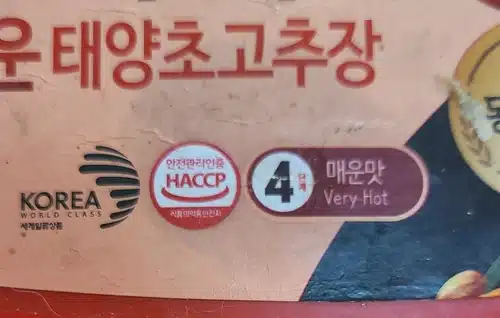 운 태양초고추장
KOREA
WORLD CLASS
세계일류상품
안전관리인증
HACCP
식품의약품안전처
4 단계
매운맛
Very Hot